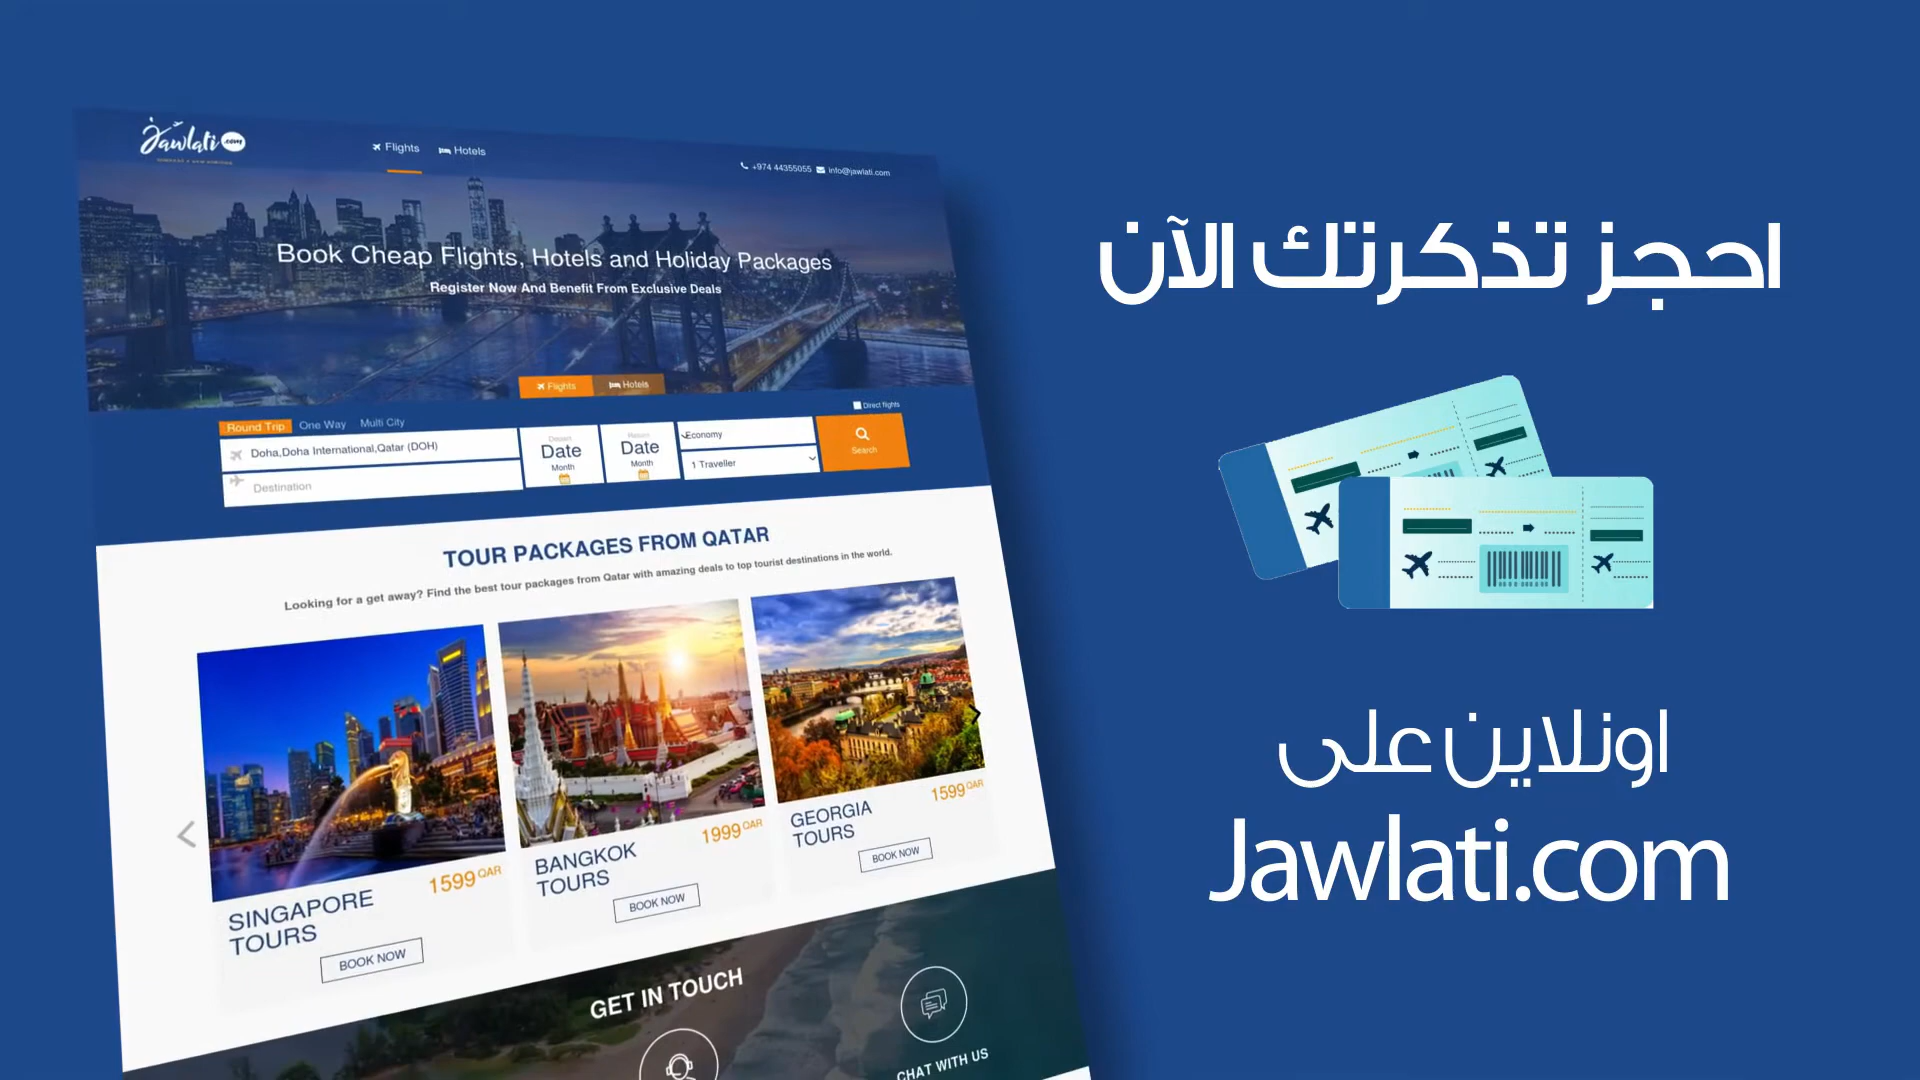 Jawlati.com
Flights
Hotels
+974 44355055
info@jawlati.com
Book Cheap Flights, Hotels and Holiday Packages
Register Now And Benefit From Exclusive Deals
Flights
Hotels
Round Trip
One Way
Multi City
Direct flights
Doha,Doha International,Qatar (DOH)
Destination
Depart
Date
Month
Return
Date
Month
Economy
1 Traveller
Search
TOUR PACKAGES FROM QATAR
Looking for a get away? Find the best tour packages from Qatar with amazing deals to top tourist destinations in the world.
SINGAPORE
TOURS
1599 QAR
BOOK NOW
BANGKOK
TOURS
1999 QAR
BOOK NOW
GEORGIA
TOURS
1599 QAR
BOOK NOW
GET IN TOUCH
CHAT WITH US
احجز تذكرتك الآن
اونلاين على
Jawlati.com